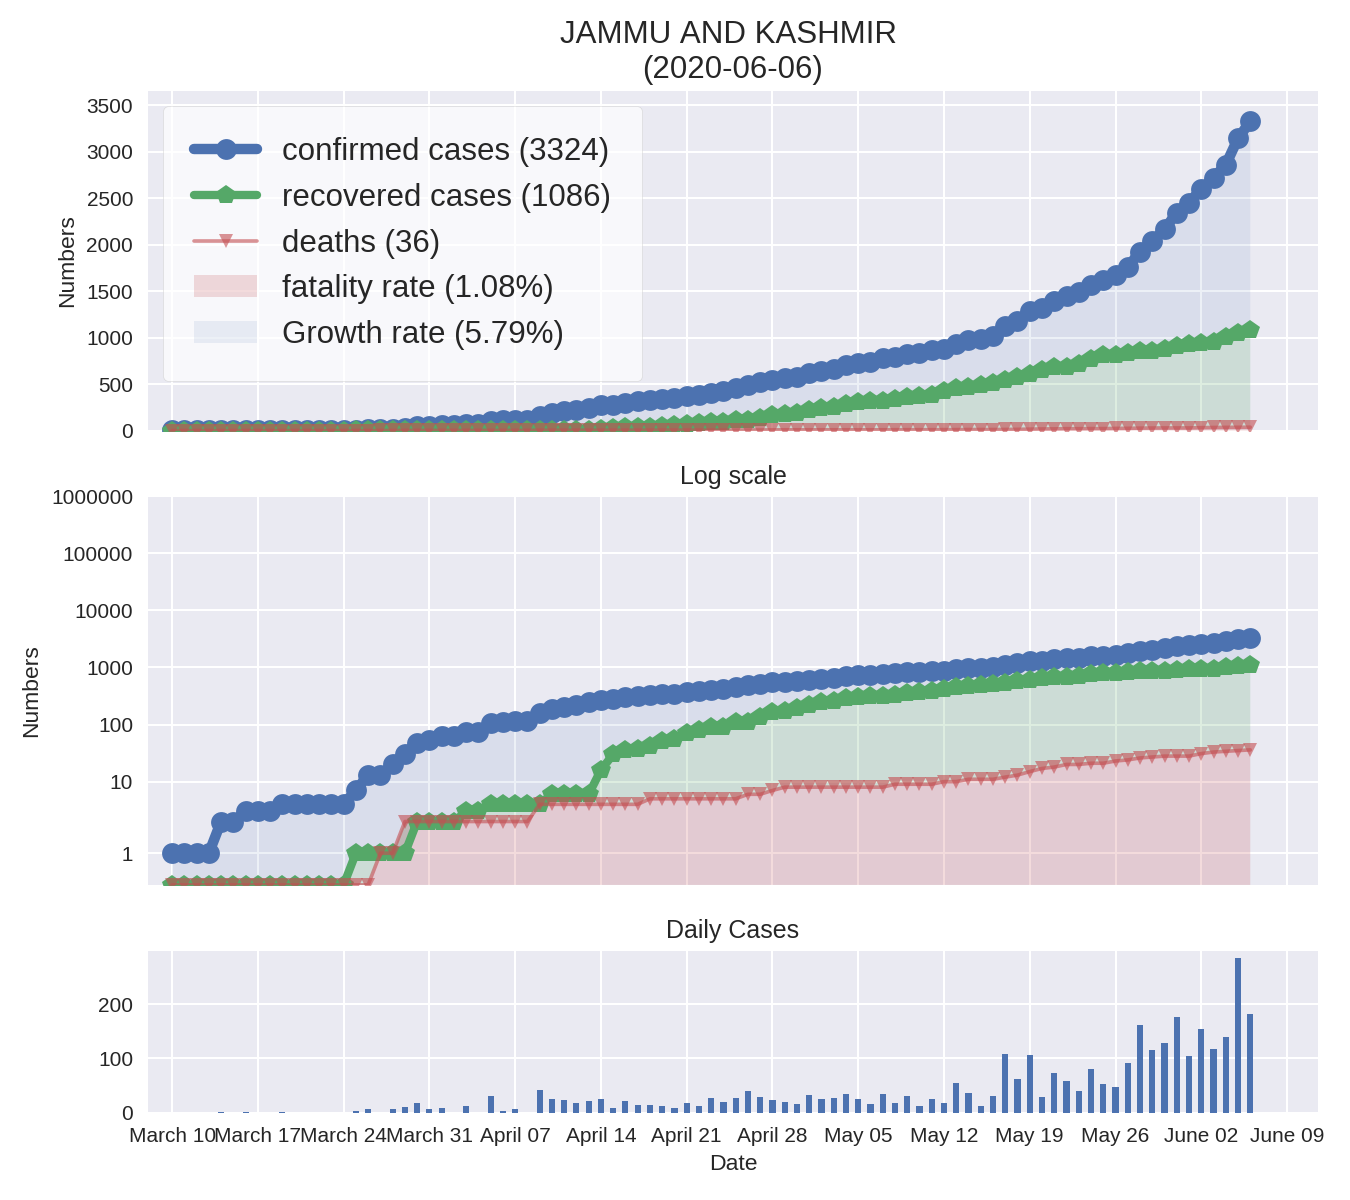 JAMMU AND KASHMIR
(2020-06-06)
3500
3000
2500
2000
1500
1000
500
0
Numbers
confirmed cases (3324)
recovered cases (1086)
deaths (36)
fatality rate (1.08%)
Growth rate (5.79%)
Log scale
1000000
100000
10000
1000
100
10
1
Numbers
Daily Cases
200
100
0
March 10 March 17 March 24 March 31 April 07 April 14 April 21 April 28 May 05 May 12 May 19 May 26 June 02 June 09
Date